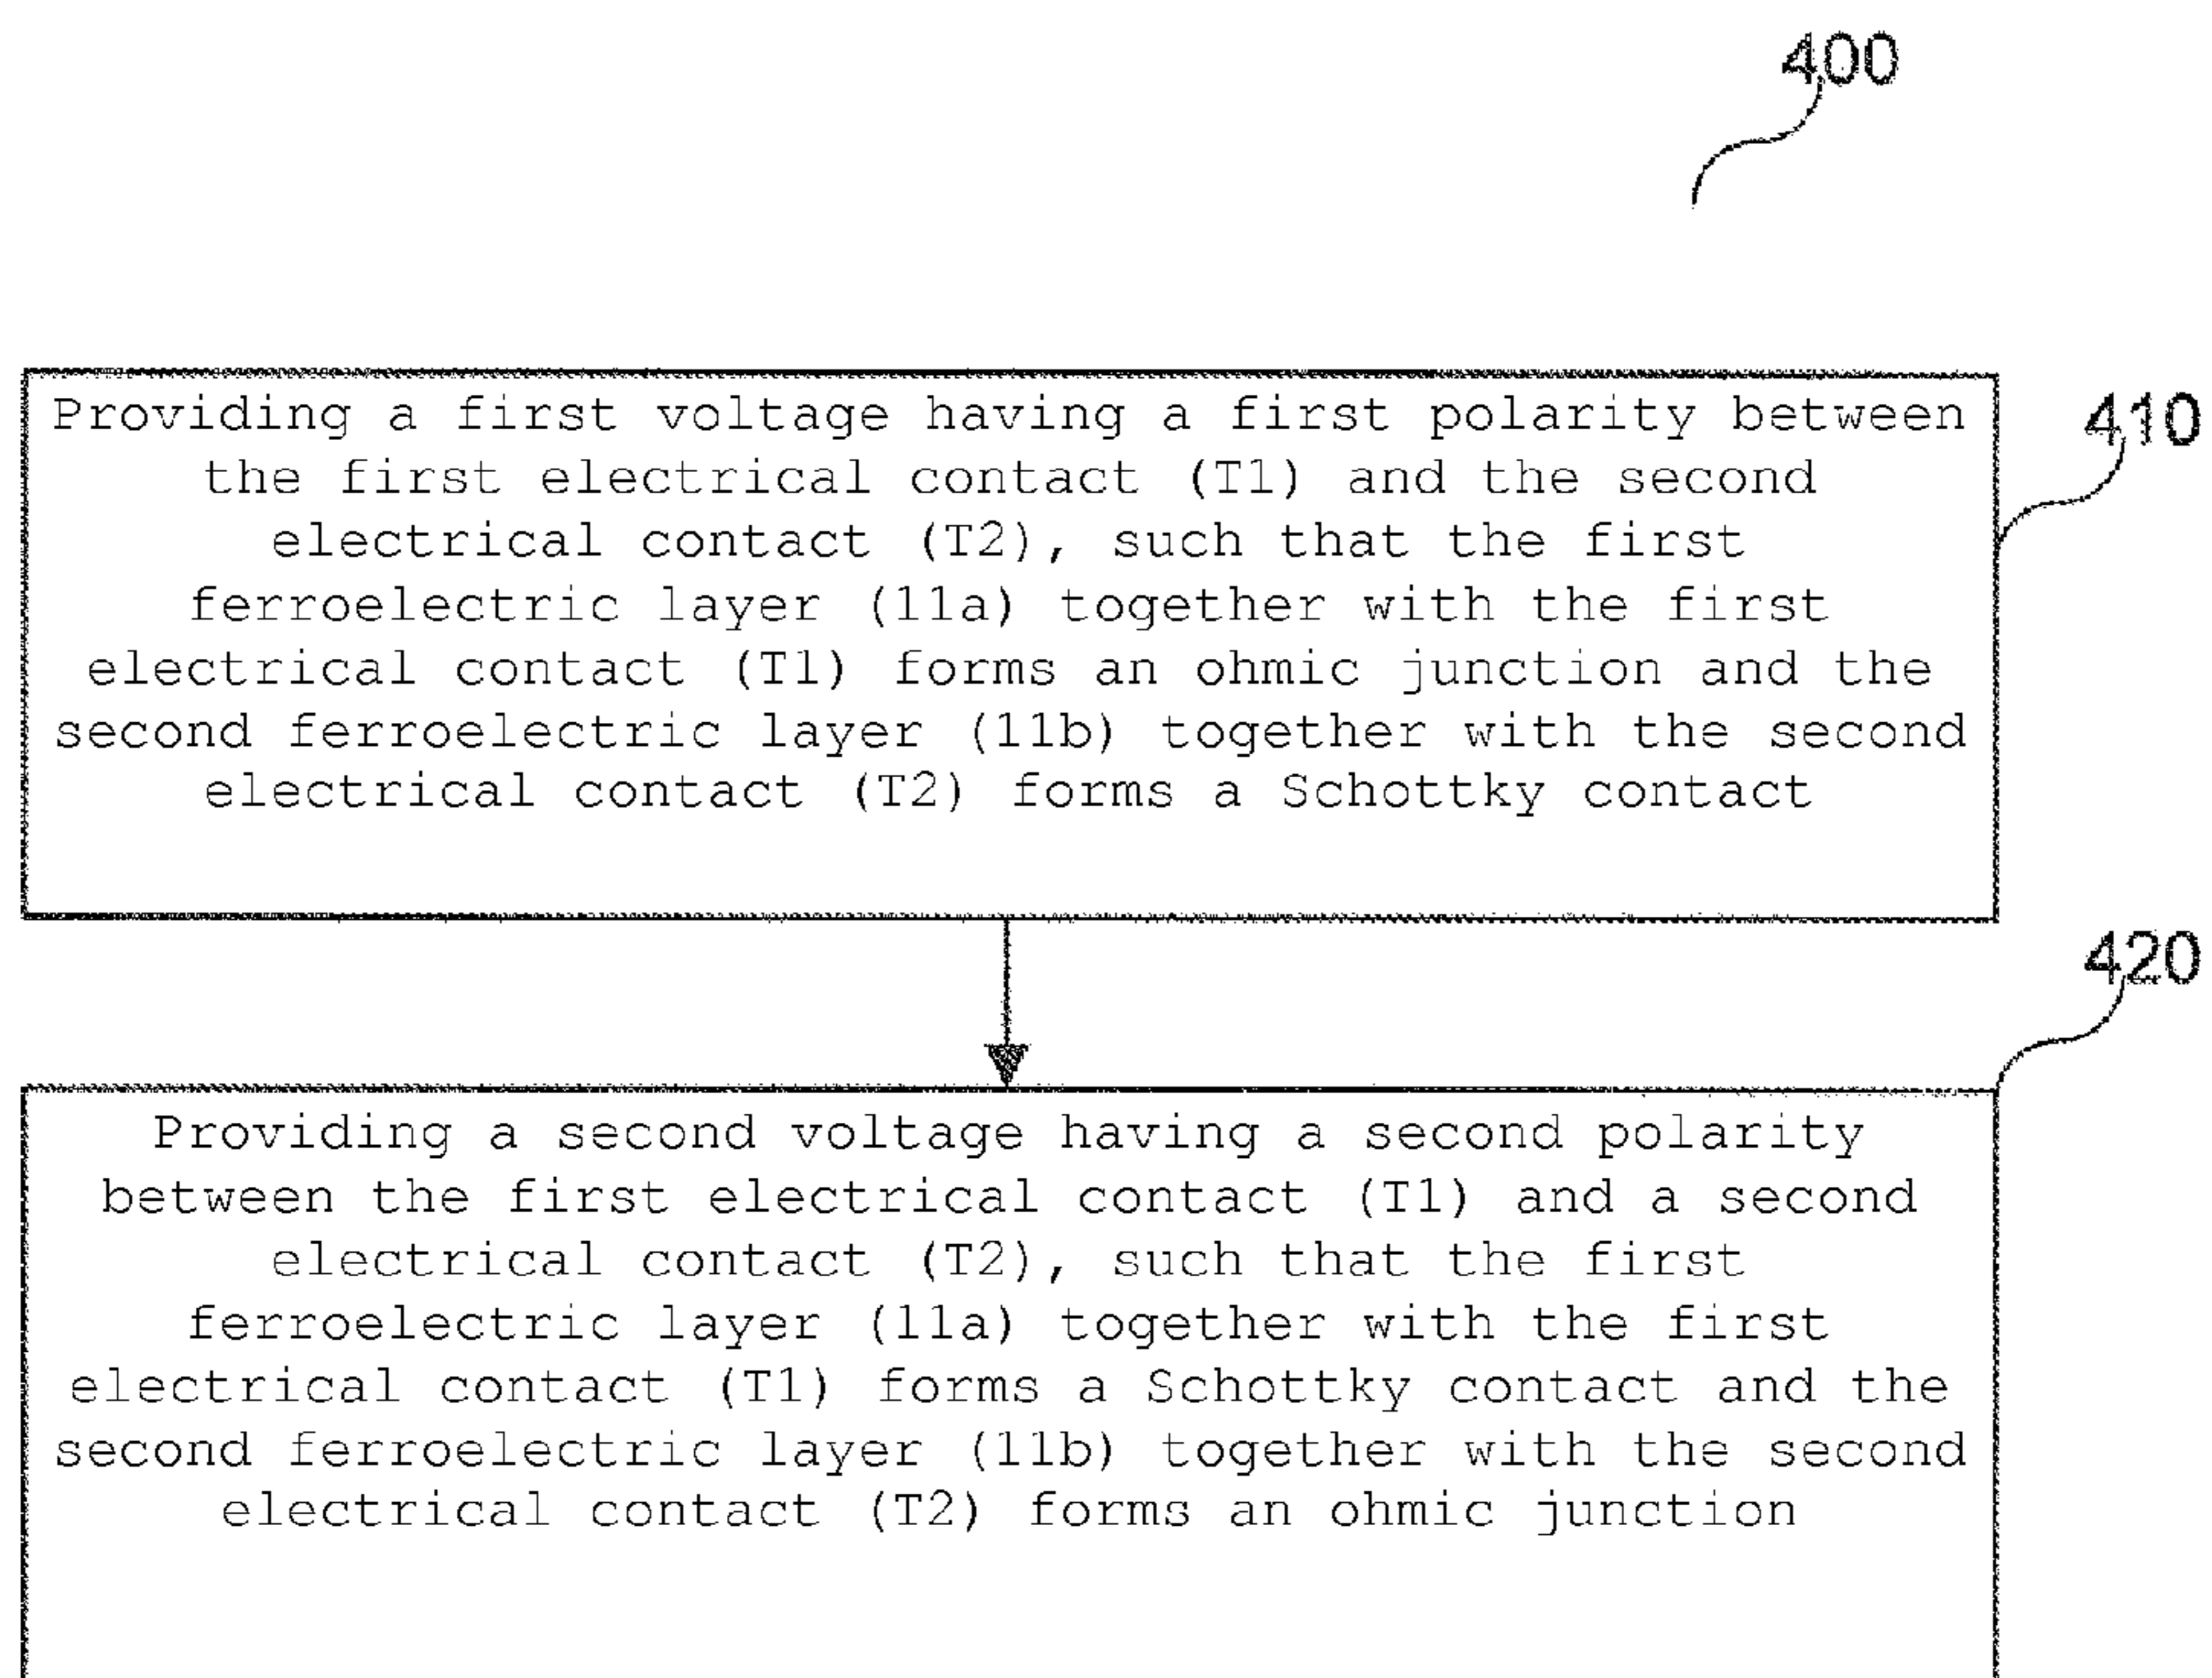 400
Providing a first voltage having a first polarity between
the first electrical contact (T1) and the second
electrical contact (T2), such that the first
ferroelectric layer (11a) together with the first
electrical contact (T1) forms an ohmic junction and the
second ferroelectric layer (11b) together with the second
electrical contact (T2) forms a Schottky contact
410
420
Providing a second voltage having a second polarity
between the first electrical contact (T1) and a second
electrical contact (T2), such that the first
ferroelectric layer (11a) together with the first
electrical contact (T1) forms a Schottky contact and the
second ferroelectric layer (11b) together with the second
electrical contact (T2) forms an ohmic junction